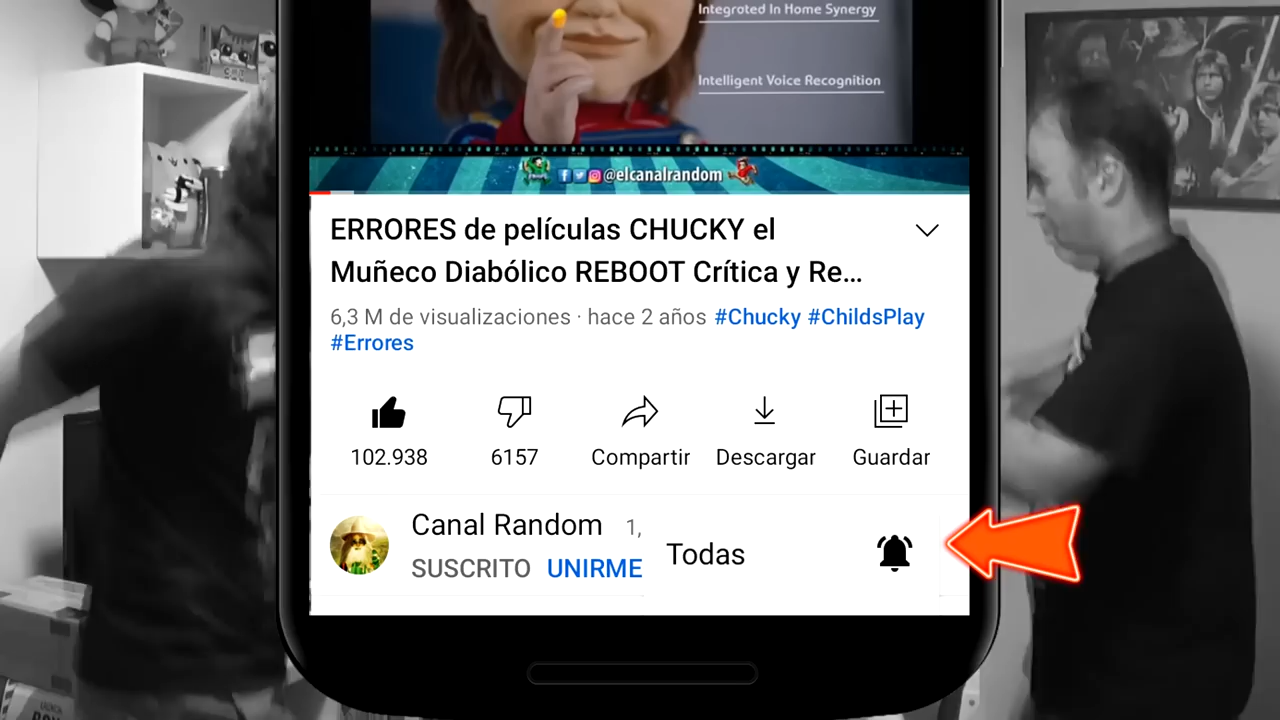 Integrated In Home Synergy
Intelligent Voice Recognition
@elcanalrandom
ERRORES de películas CHUCKY el
Muñeco Diabólico REBOOT Crítica y Re...
6,3 M de visualizaciones · hace 2 años #Chucky #ChildsPlay
#Errores
102.938 6157 Compartir Descargar Guardar
Canal Random 1,
SUSCRITO UNIRME
Todas